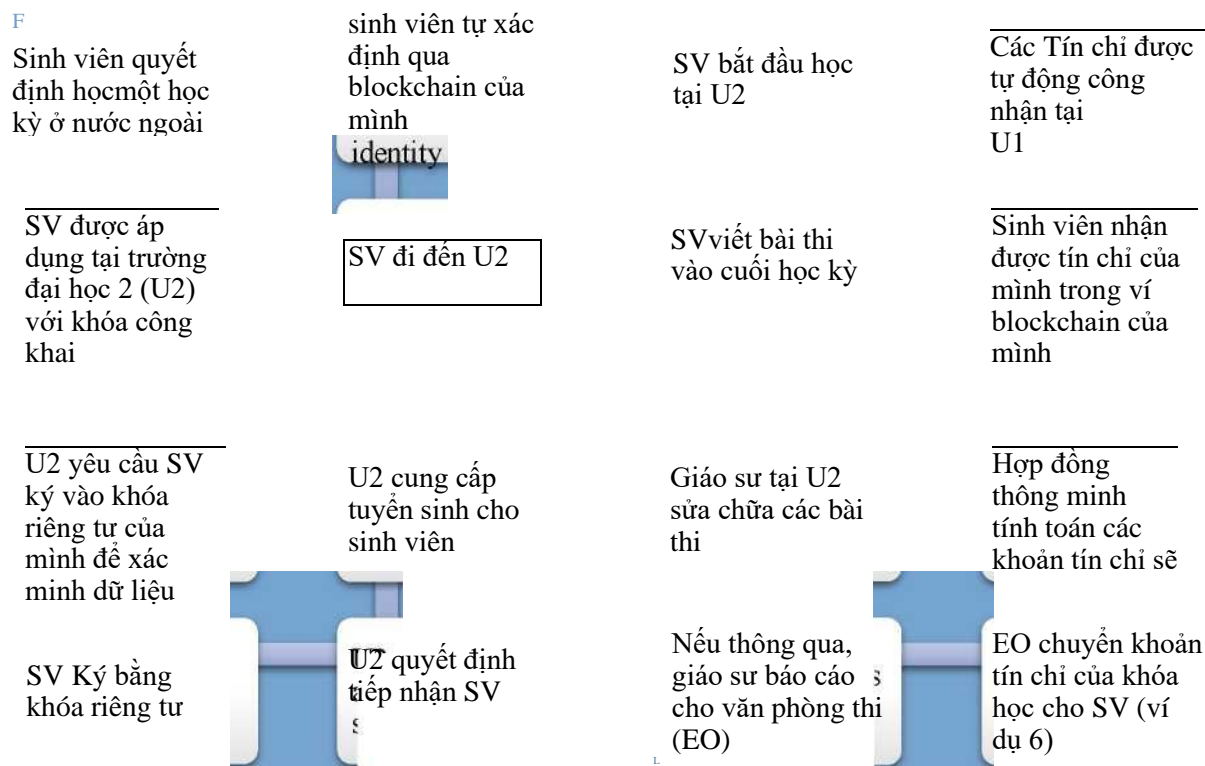 F
Sinh viên quyết
định họcmột học
kỳ ở nước ngoài
SV được áp
dụng tại trường
đại học 2 (U2)
với khóa công
khai
U2 yêu cầu SV
ký vào khóa
riêng tư của
mình để xác
minh dữ liệu
SV Ký bằng
khóa riêng tư
sinh viên tự xác
định qua
blockchain của
mình
identity
SV đi đến U2
U2 cung cấp
tuyển sinh cho
sinh viên
U2 quyết định
tiếp nhận SV
SV bắt đầu học
tại U2
SVviết bài thi
vào cuối học kỳ
Giáo sư tại U2
sửa chữa các bài
thi
Nếu thông qua,
giáo sư báo cáo
cho văn phòng thi
(EO)
Các Tín chỉ được
tự động công
nhận tại
U1
Sinh viên nhận
được tín chỉ của
mình trong ví
blockchain của
mình
Hợp đồng
thông minh
tính toán các
khoản tín chỉ sẽ
EO chuyển khoản
tín chỉ của khóa
học cho SV (ví
dụ 6)